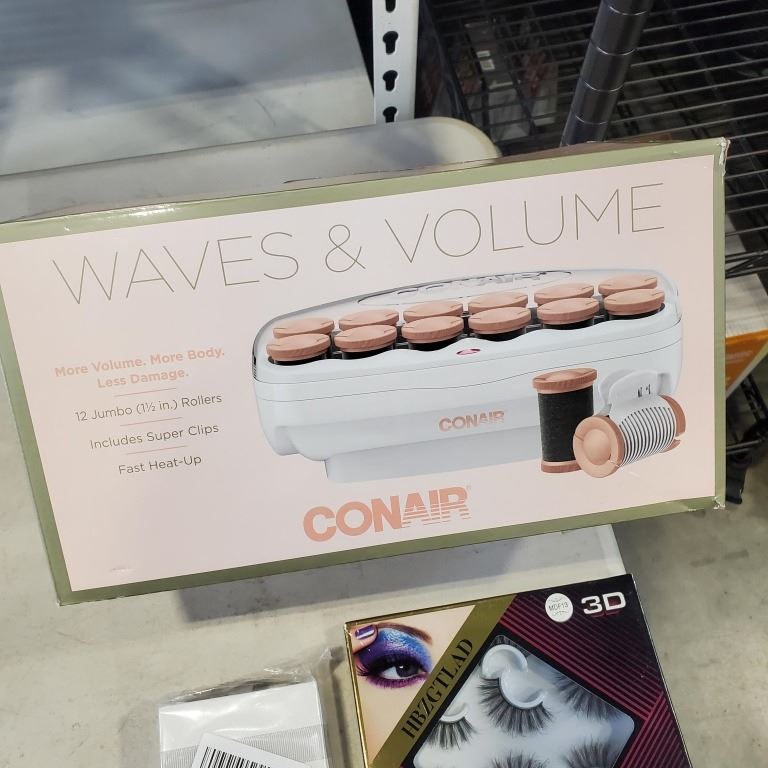 WAVES & VOLUME
More Volume. More Body.
Less Damage.
12 Jumbo (1½ in.) Rollers
Includes Super Clips
Fast Heat-Up
CONAIR
CONAIR
CONAIR®
MDF13
3D
HBZGTLAD